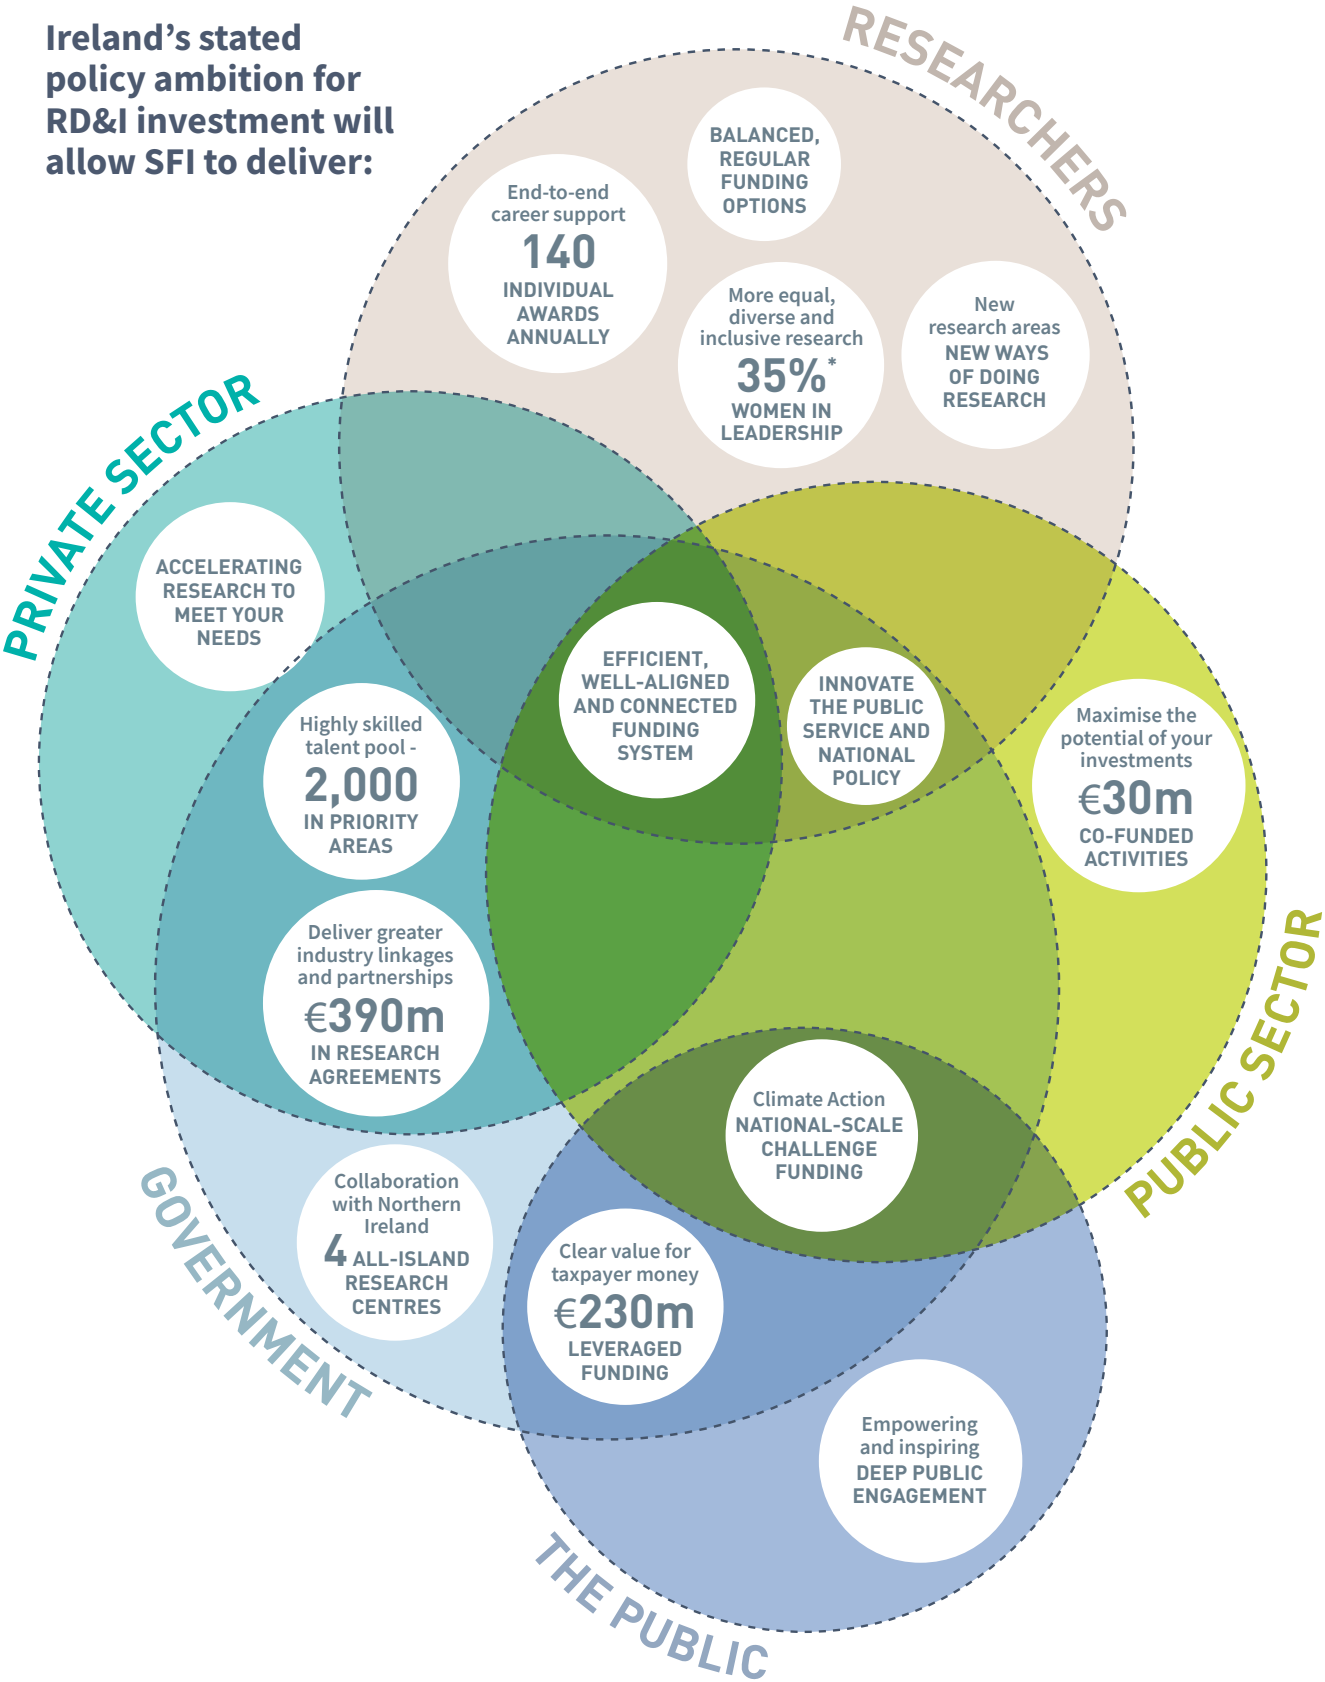 Ireland’s stated
policy ambition for
RD&I investment will
allow SFI to deliver:
RESEARCHERS
BALANCED,
REGULAR
FUNDING
OPTIONS
End-to-end
career support
140
INDIVIDUAL
AWARDS
ANNUALLY
More equal,
diverse and
inclusive research
35%*
WOMEN IN
LEADERSHIP
New
research areas
NEW WAYS
OF DOING
RESEARCH
PRIVATE SECTOR
ACCELERATING
RESEARCH TO
MEET YOUR
NEEDS
EFFICIENT,
WELL-ALIGNED
AND CONNECTED
FUNDING
SYSTEM
INNOVATE
THE PUBLIC
SERVICE AND
NATIONAL
POLICY
Highly skilled
talent pool -
2,000
IN PRIORITY
AREAS
Maximise the
potential of your
investments
€30m
CO-FUNDED
ACTIVITIES
PUBLIC SECTOR
Deliver greater
industry linkages
and partnerships
€390m
IN RESEARCH
AGREEMENTS
Climate Action
NATIONAL-SCALE
CHALLENGE
FUNDING
GOVERNMENT
Collaboration
with Northern
Ireland
4 ALL-ISLAND
RESEARCH
CENTRES
Clear value for
taxpayer money
€230m
LEVERAGED
FUNDING
Empowering
and inspiring
DEEP PUBLIC
ENGAGEMENT
THE PUBLIC